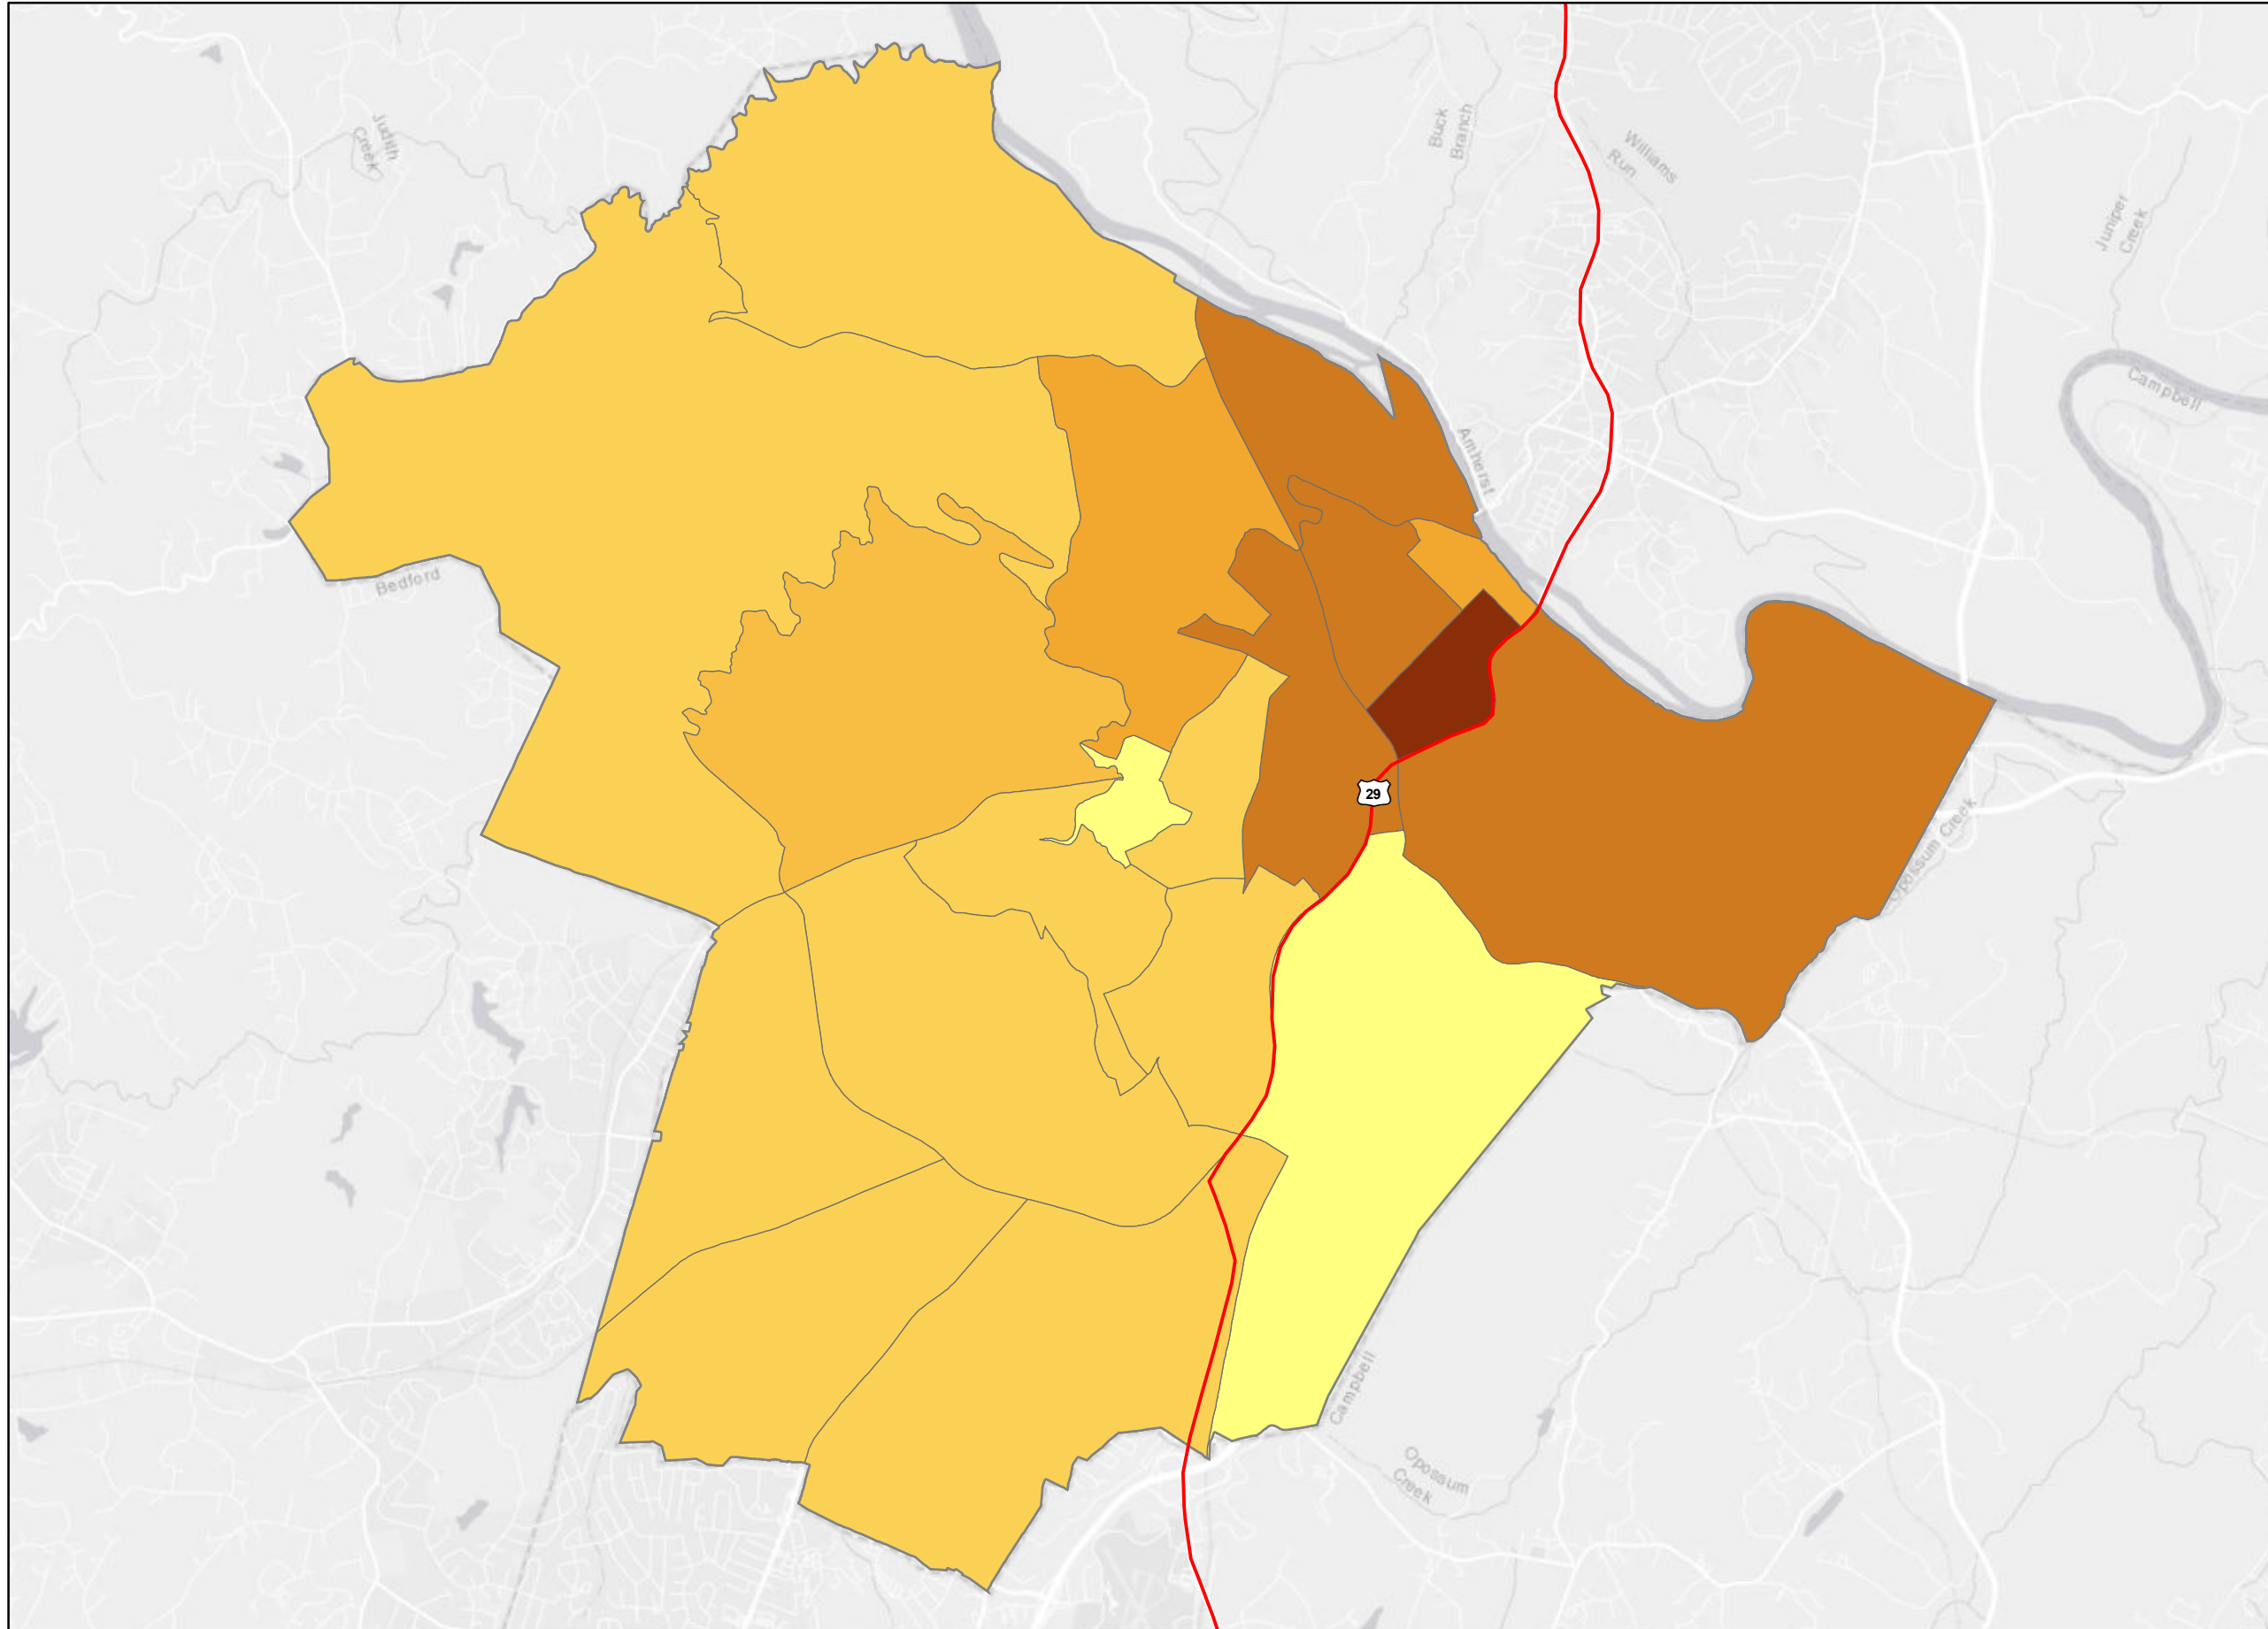 Judith
Creek
Buck
Branch
Williams
Run
Juniper
Creek
Campbell
Amherst
Bedford
29
Opossum Creek
Campbell
Opossum
Creek